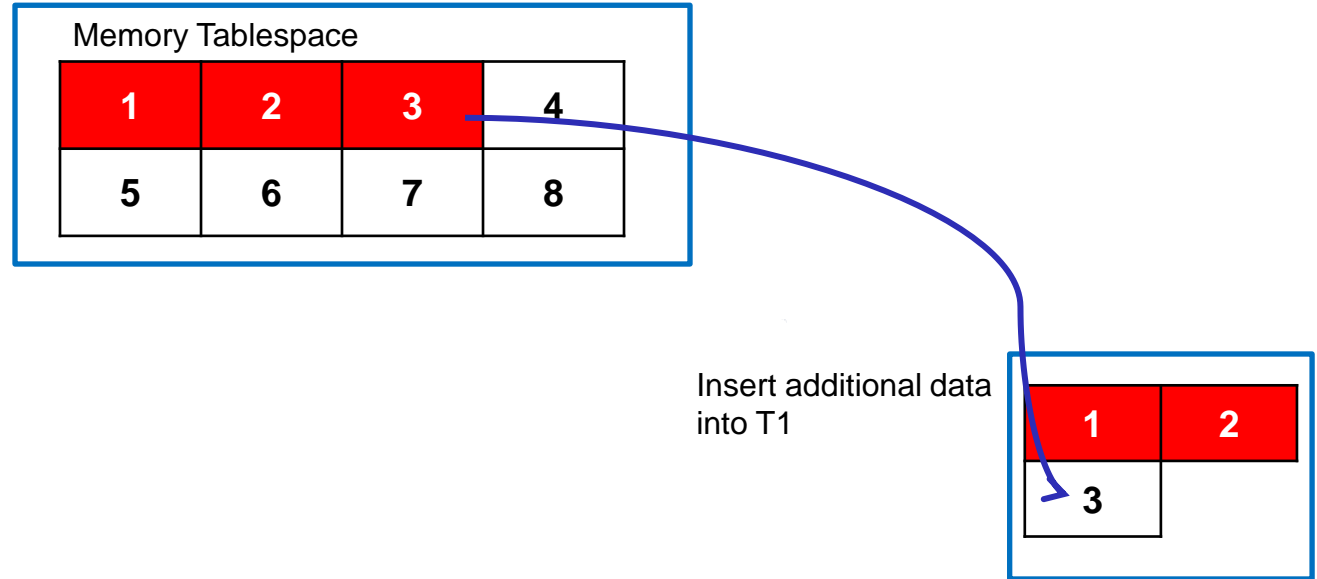 Memory Tablespace
1 2 3 4
5 6 7 8
Insert additional data
into T1
1 2
3